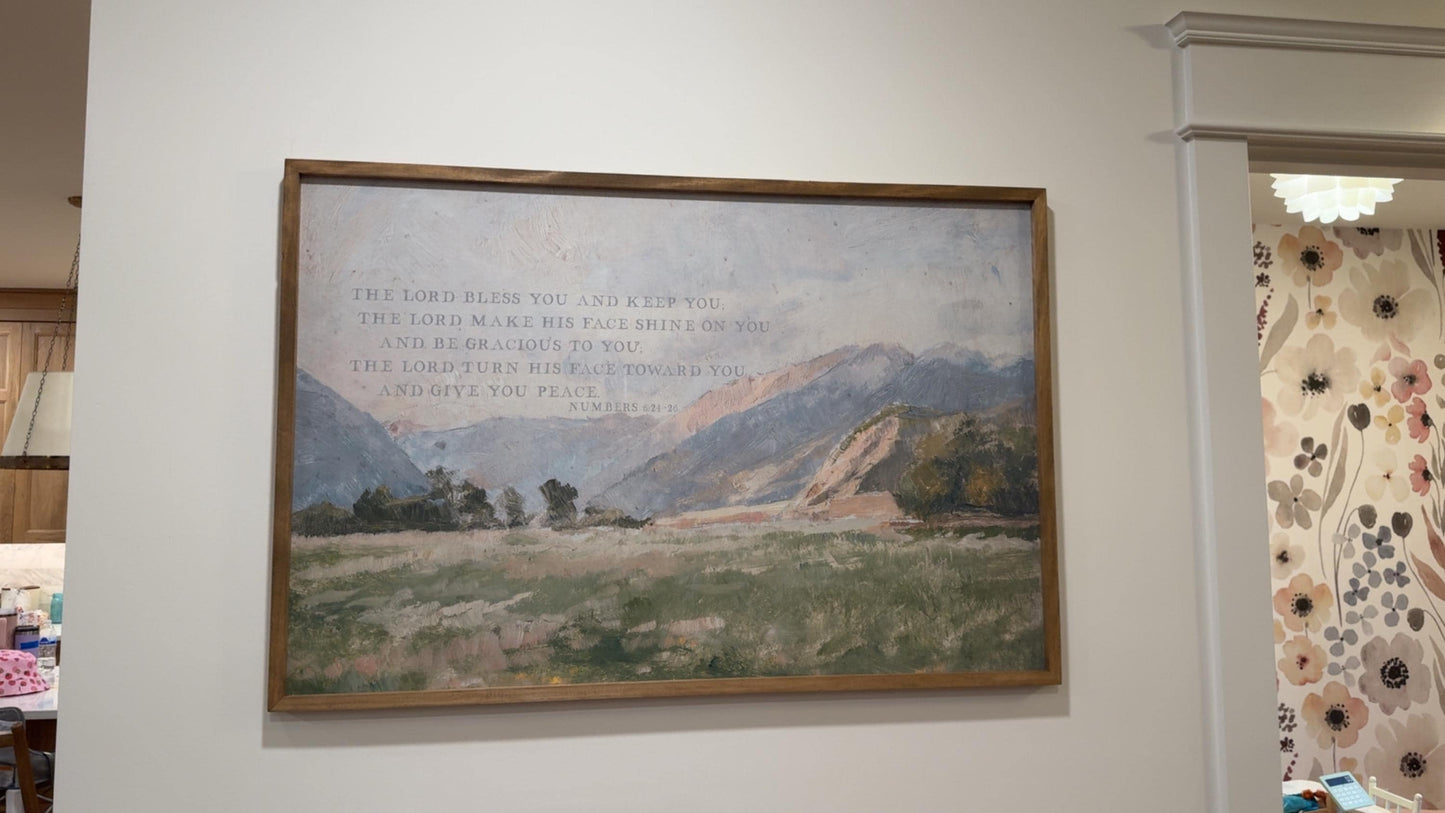 THE LORD BLESS YOU AND KEEP YOU;
THE LORD MAKE HIS FACE SHINE ON YOU
AND BE GRACIOUS TO YOU;
THE LORD TURN HIS FACE TOWARD YOU
AND GIVE YOU PEACE.
NUMBERS 6:24-26